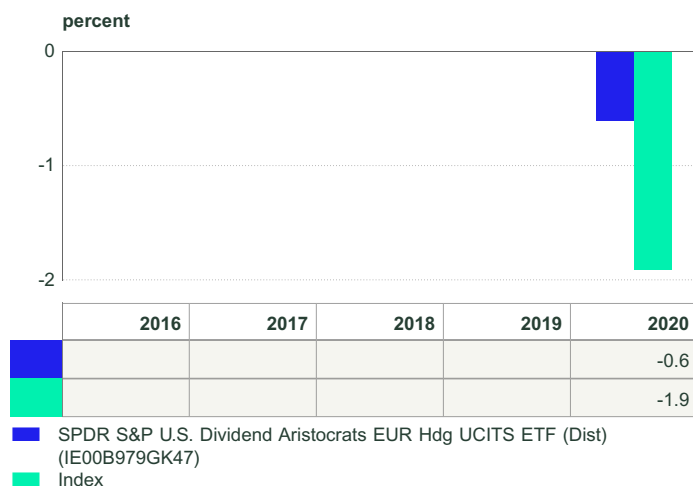 percent
0
-1
-2
2016 2017 2018 2019 2020
-0.6
-1.9
SPDR S&P U.S. Dividend Aristocrats EUR Hdg UCITS ETF (Dist)
(IE00B979GK47)
Index